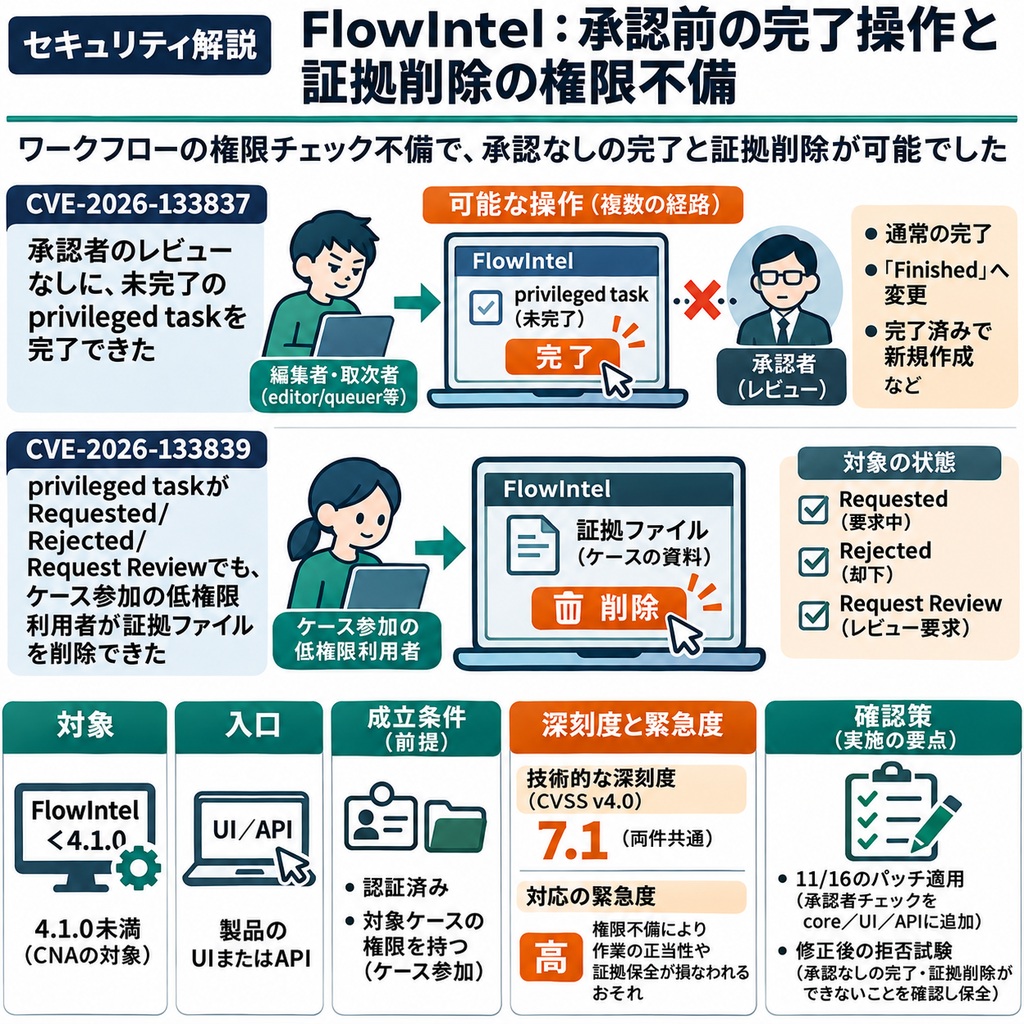 セキュリティ解説
FlowIntel：承認前の完了操作と
証拠削除の権限不備
ワークフローの権限チェック不備で、承認なしの完了と証拠削除が可能でした
CVE-2026-133837
承認者のレビュー
なしに、未完了の
privileged taskを
完了できた
編集者・取次者
（editor/queuer等）
可能な操作（複数の経路）
FlowIntel
privileged task
（未完了）
完了
承認者
（レビュー）
● 通常の完了
● 「Finished」へ
変更
● 完了済みで
新規作成
など
CVE-2026-133839
privileged taskが
Requested/
Rejected/
Request Reviewでも、
ケース参加の低権限
利用者が証拠ファイル
を削除できた
ケース参加の
低権限利用者
FlowIntel
証拠ファイル
（ケースの資料）
削除
対象の状態
Requested
（要求中）
Rejected
（却下）
Request Review
（レビュー要求）
対象
FlowIntel
＜4.1.0
4.1.0未満
（CNAの対象）
入口
UI／API
製品の
UIまたはAPI
成立条件
（前提）
• 認証済み
• 対象ケースの
権限を持つ
（ケース参加）
深刻度と緊急度
技術的な深刻度
（CVSS v4.0）
7.1（両件共通）
対応の緊急度
高
権限不備により
作業の正当性や
証拠保全が損なわれる
おそれ
確認策
（実施の要点）
• 11/16のパッチ適用
（承認者チェックを
core／UI／APIに追加）
• 修正後の拒否試験
（承認なしの完了・証拠削除が
できないことを確認し保全）